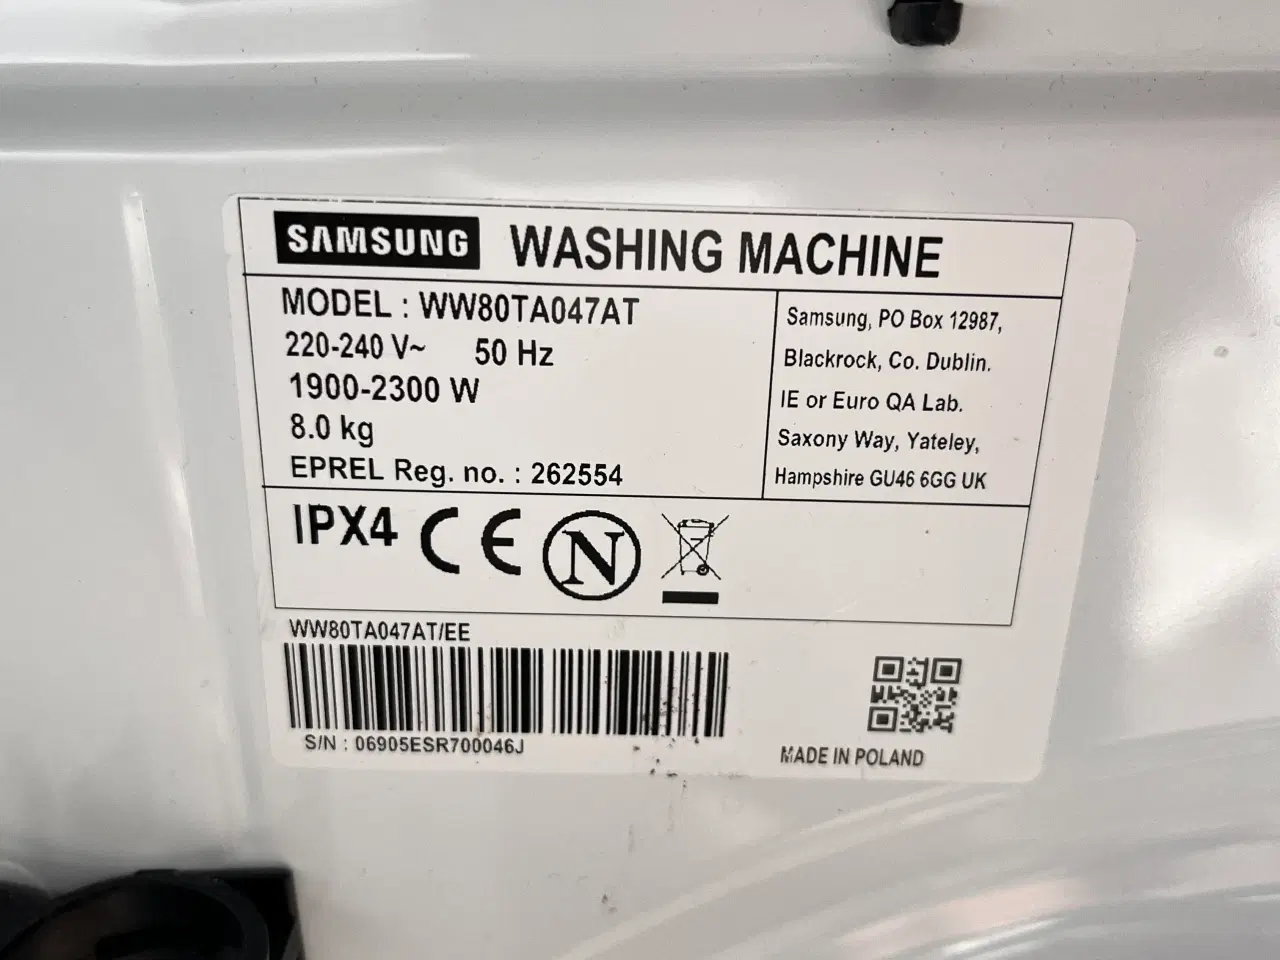 SAMSUNG WASHING MACHINE
MODEL : WW80TA047AT
220-240 V~ 50 Hz
1900-2300 W
8.0 kg
EPREL Reg. no. : 262554
Samsung, PO Box 12987,
Blackrock, Co. Dublin.
IE or Euro QA Lab.
Saxony Way, Yateley,
Hampshire GU46 6GG UK
IPX4 CE N
WW80TA047AT/EE
S/N : 06905ESR700046J
MADE IN POLAND